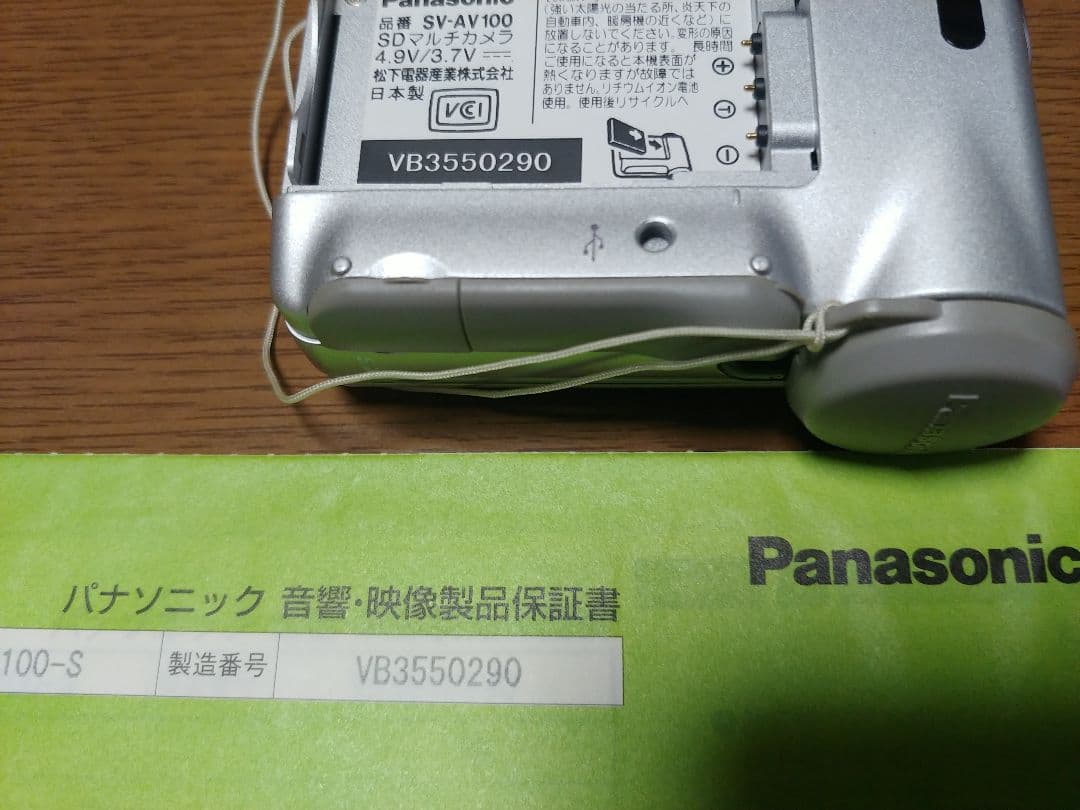 Panasonic
品番 SV-AV100
SDマルチカメラ
4.9V/3.7V
松下電器産業株式会社
日本製
VCCI
VB3550290
(強い太陽光の当たる所、炎天下の
自動車内、暖房機の近くなど)に
放置しないでください。変形の原因
になることがあります。 長時間
ご使用になると本機表面が
熱くなりますが故障では
ありません。リチウムイオン電池
使用。使用後リサイクルへ
+
T
−
Panasonic
パナソニック 音響・映像製品保証書
100-S
製造番号
VB3550290